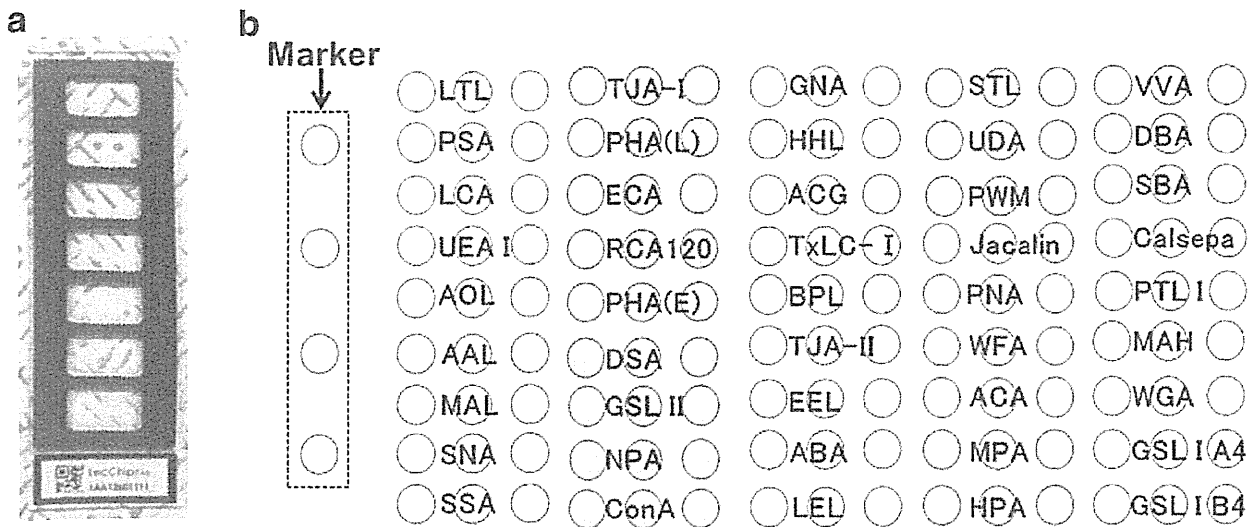 a
b
Marker
LTL TJA-I GNA STL VVA
PSA PHA(L) HHL UDA DBA
LCA ECA ACG PWM SBA
UEA I RCA120 TxLC-I Jacalin Calsepa
AOL PHA(E) BPL PNA PTL I
AAL DSA TJA-II WFA MAH
MAL GSL II EEL ACA WGA
SNA NPA ABA MPA GSL I A4
SSA ConA LEL HPA GSL I B4